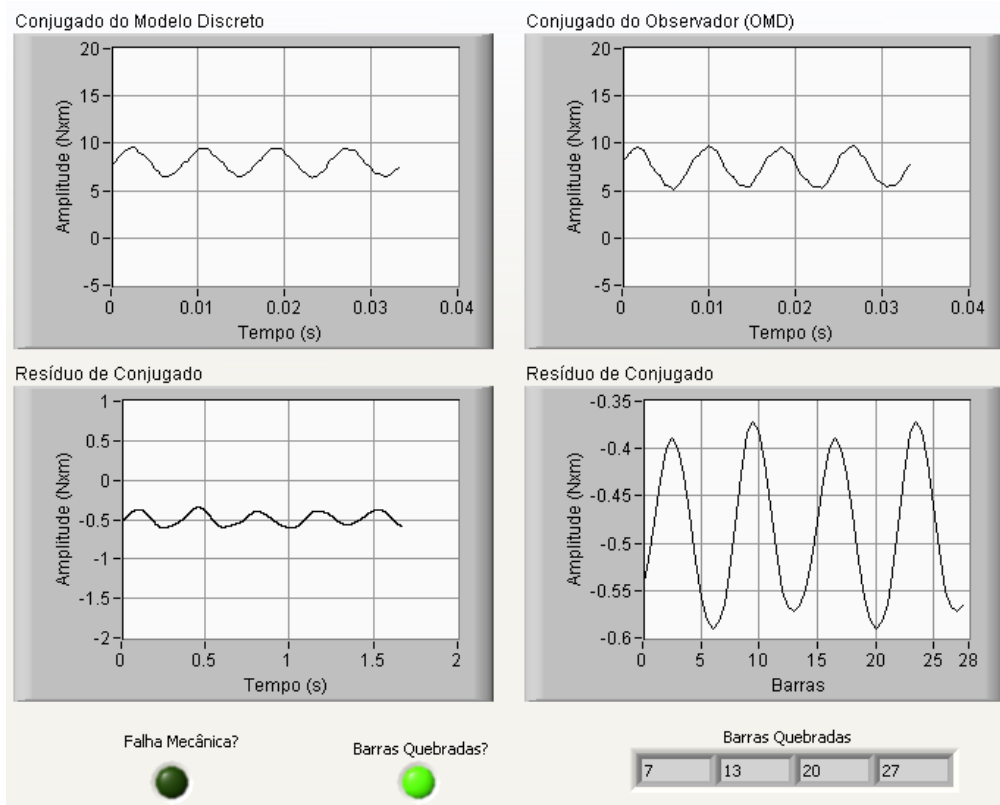 Conjugado do Modelo Discreto
Amplitude (Nxm)
20
15
10
5
0
-5
0 0.01 0.02 0.03 0.04
Tempo (s)
Conjugado do Observador (OMD)
Amplitude (Nxm)
20
15
10
5
0
-5
0 0.01 0.02 0.03 0.04
Tempo (s)
Resíduo de Conjugado
Amplitude (Nxm)
1
0.5
0
-0.5
-1
-1.5
-2
0 0.5 1 1.5 2
Tempo (s)
Resíduo de Conjugado
Amplitude (Nxm)
-0.35
-0.4
-0.45
-0.5
-0.55
-0.6
0 5 10 15 20 25 28
Barras
Falha Mecânica?
Barras Quebradas?
Barras Quebradas
7 13 20 27